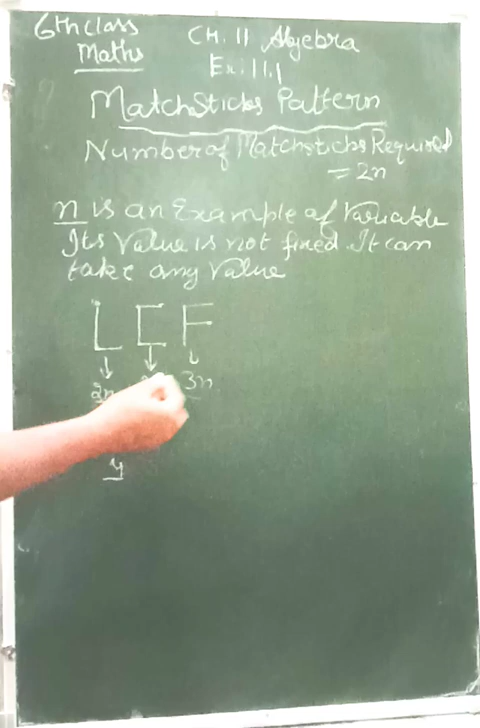 6th class
Maths
CH. 11 Algebra
Ex: 11.1
MatchSticks Pattern
Number of Matchsticks Required
= 2n
n is an Example of Variable
Its Value is not fixed. It can
take any Value
L C F
2n 3n
y